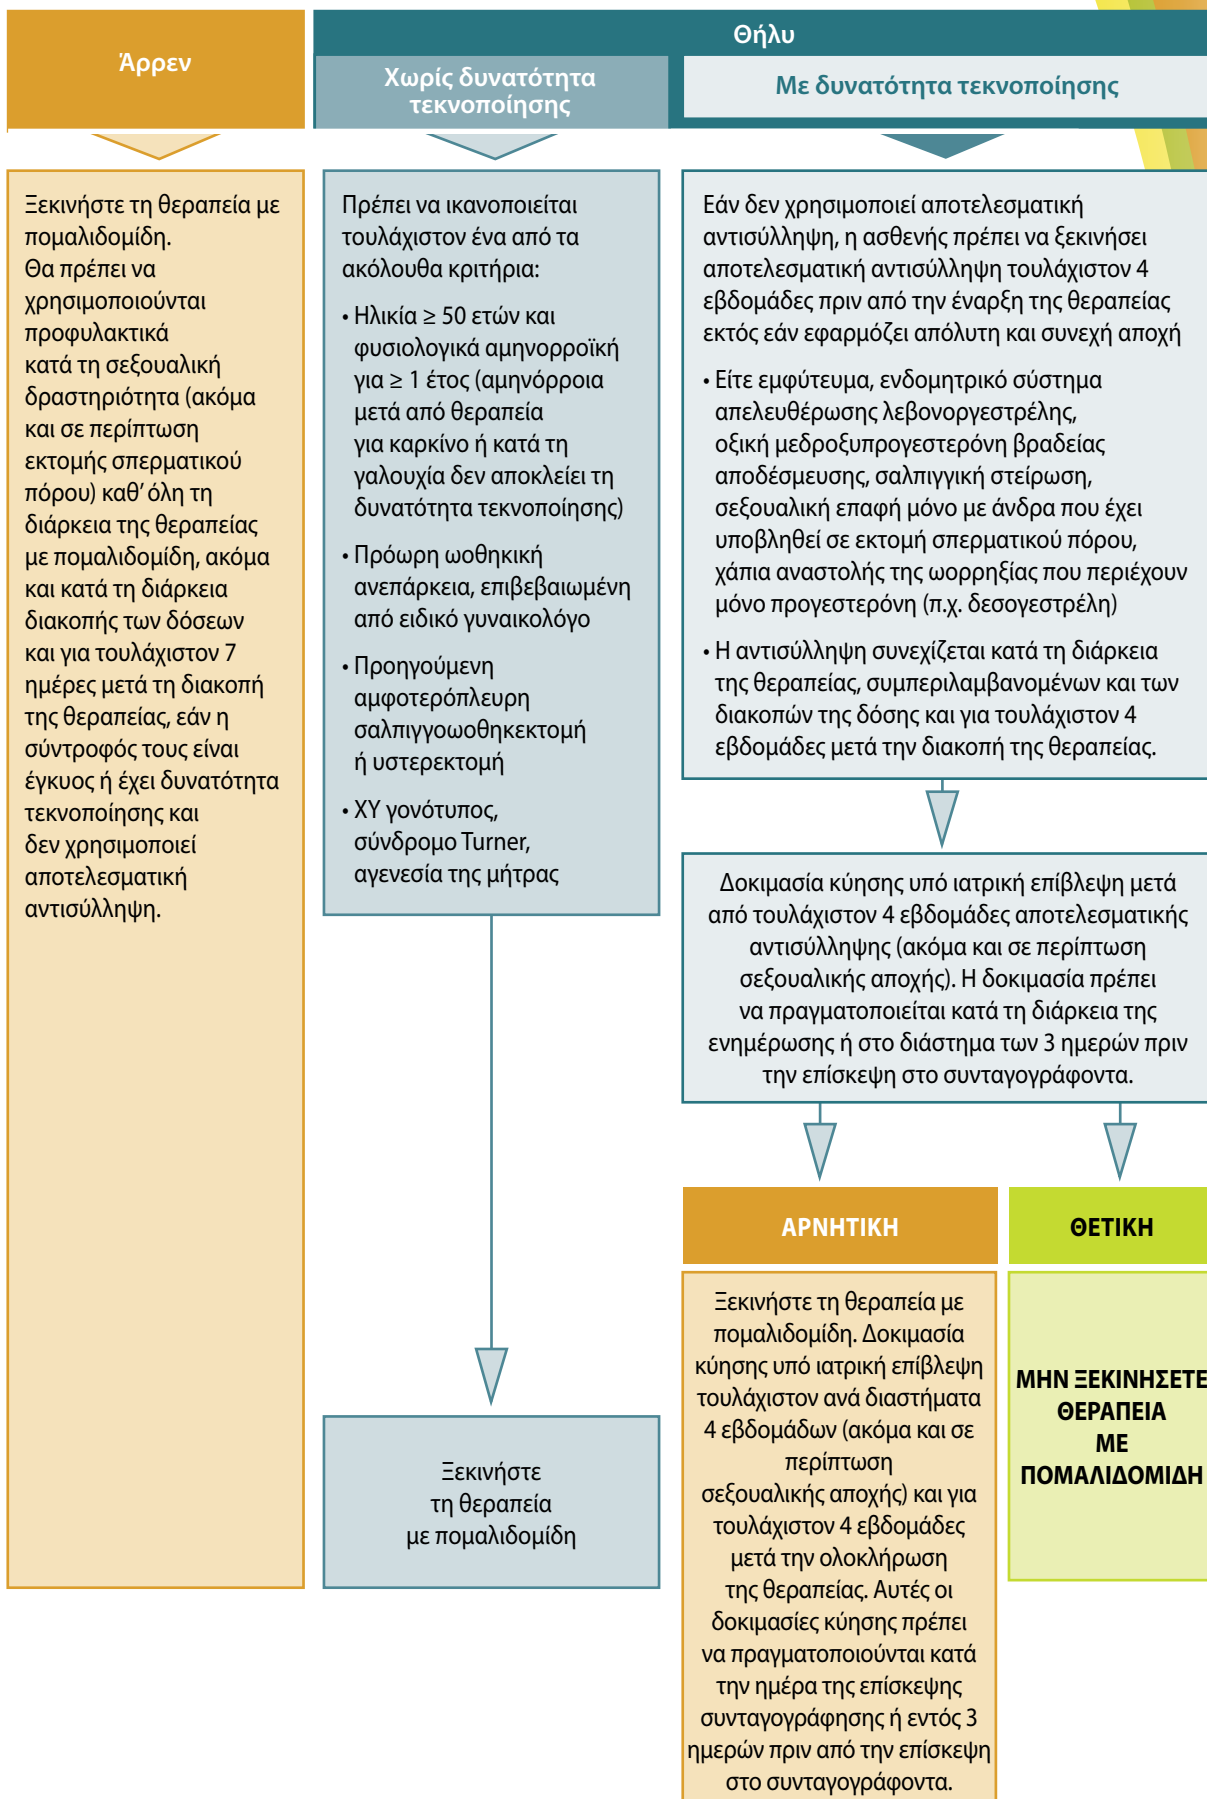 Άρρεν
Θήλυ
Χωρίς δυνατότητα
τεκνοποίησης
Με δυνατότητα τεκνοποίησης
Ξεκινήστε τη θεραπεία με
πομαλιδομίδη.
Θα πρέπει να
χρησιμοποιούνται
προφυλακτικά
κατά τη σεξουαλική
δραστηριότητα (ακόμα
και σε περίπτωση
εκτομής σπερματικού
πόρου) καθ’ όλη τη
διάρκεια της θεραπείας
με πομαλιδομίδη, ακόμα
και κατά τη διάρκεια
διακοπής των δόσεων
και για τουλάχιστον 7
ημέρες μετά τη διακοπή
της θεραπείας, εάν η
σύντροφός τους είναι
έγκυος ή έχει δυνατότητα
τεκνοποίησης και
δεν χρησιμοποιεί
αποτελεσματική
αντισύλληψη.
Πρέπει να ικανοποιείται
τουλάχιστον ένα από τα
ακόλουθα κριτήρια:
• Ηλικία ≥ 50 ετών και
φυσιολογικά αμηνορροϊκή
για ≥ 1 έτος (αμηνόρροια
μετά από θεραπεία
για καρκίνο ή κατά τη
γαλουχία δεν αποκλείει τη
δυνατότητα τεκνοποίησης)
• Πρόωρη ωοθηκική
ανεπάρκεια, επιβεβαιωμένη
από ειδικό γυναικολόγο
• Προηγούμενη
αμφοτερόπλευρη
σαλπιγγοωοθηκεκτομή
ή υστερεκτομή
• XY γονότυπος,
σύνδρομο Turner,
αγενεσία της μήτρας
Ξεκινήστε
τη θεραπεία
με πομαλιδομίδη
Εάν δεν χρησιμοποιεί αποτελεσματική
αντισύλληψη, η ασθενής πρέπει να ξεκινήσει
αποτελεσματική αντισύλληψη τουλάχιστον 4
εβδομάδες πριν από την έναρξη της θεραπείας
εκτός εάν εφαρμόζει απόλυτη και συνεχή αποχή
• Είτε εμφύτευμα, ενδομητρικό σύστημα
απελευθέρωσης λεβονοργεστρέλης,
οξική μεδροξυπρογεστερόνη βραδείας
αποδέσμευσης, σαλπιγγική στείρωση,
σεξουαλική επαφή μόνο με άνδρα που έχει
υποβληθεί σε εκτομή σπερματικού πόρου,
χάπια αναστολής της ωορρηξίας που περιέχουν
μόνο προγεστερόνη (π.χ. δεσογεστρέλη)
• Η αντισύλληψη συνεχίζεται κατά τη διάρκεια
της θεραπείας, συμπεριλαμβανομένων και των
διακοπών της δόσης και για τουλάχιστον 4
εβδομάδες μετά την διακοπή της θεραπείας.
Δοκιμασία κύησης υπό ιατρική επίβλεψη μετά
από τουλάχιστον 4 εβδομάδες αποτελεσματικής
αντισύλληψης (ακόμα και σε περίπτωση
σεξουαλικής αποχής). Η δοκιμασία πρέπει
να πραγματοποιείται κατά τη διάρκεια της
ενημέρωσης ή στο διάστημα των 3 ημερών πριν
την επίσκεψη στο συνταγογράφοντα.
ΑΡΝΗΤΙΚΗ
Ξεκινήστε τη θεραπεία με
πομαλιδομίδη. Δοκιμασία
κύησης υπό ιατρική επίβλεψη
τουλάχιστον ανά διαστήματα
4 εβδομάδων (ακόμα και σε
περίπτωση
σεξουαλικής αποχής) και για
τουλάχιστον 4 εβδομάδες
μετά την ολοκλήρωση
της θεραπείας. Αυτές οι
δοκιμασίες κύησης πρέπει
να πραγματοποιούνται κατά
την ημέρα της επίσκεψης
συνταγογράφησης ή εντός 3
ημερών πριν από την επίσκεψη
στο συνταγογράφοντα.
ΘΕΤΙΚΗ
ΜΗΝ ΞΕΚΙΝΗΣΕΤΕ
ΘΕΡΑΠΕΙΑ
ΜΕ
ΠΟΜΑΛΙΔΟΜΙΔΗ